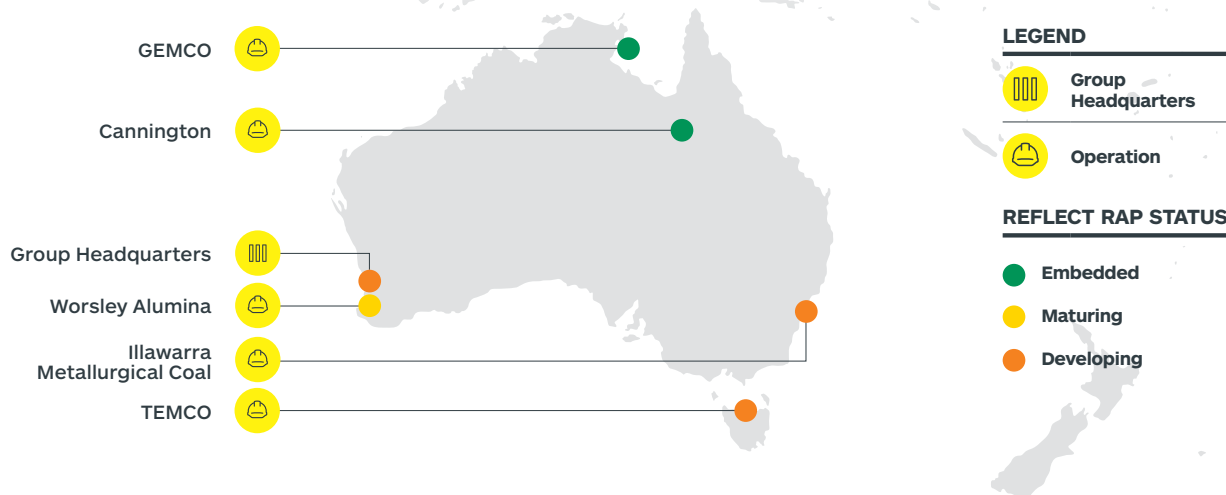 GEMCO
Cannington
Group Headquarters
Worsley Alumina
Illawarra
Metallurgical Coal
TEMCO
LEGEND
Group
Headquarters
Operation
REFLECT RAP STATUS
Embedded
Maturing
Developing